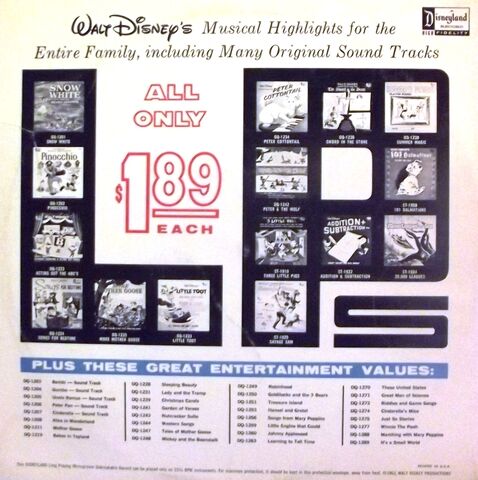 WALT DISNEY'S Musical Highlights for the
Entire Family, including Many Original Sound Tracks
Disneyland
RECORDS
HIGH FIDELITY
ALL
ONLY
$1.89
EACH
LPS
SNOW WHITE
DQ-1201
SNOW WHITE
Pinocchio
DQ-1202
PINOCCHIO
DQ-1223
ACTING OUT THE ABC'S
DQ-1224
SONGS FOR BEDTIME
MOTHER GOOSE
DQ-1225
MORE MOTHER GOOSE
LITTLE TOOT
DQ-1233
LITTLE TOOT
PETER COTTONTAIL
DQ-1234
PETER COTTONTAIL
DQ-1236
SWORD IN THE STONE
SUMMER MAGIC
DQ-1242
PETER & THE WOLF
101 Dalmatians
101 DALMATIONS
ST-1910
THREE LITTLE PIGS
ADDITION+
SUBTRACTION-
ADDITION & SUBTRACTION
ST-1924
20,000 LEAGUES
SAVAGE SAM
PLUS THESE GREAT ENTERTAINMENT VALUES:
DQ-1203 Bambi — Sound Track
DQ-1204 Dumbo — Sound Track
DQ-1205 Uncle Remus — Sound Track
DQ-1206 Peter Pan — Sound Track
DQ-1207 Cinderella — Sound Track
DQ-1208 Alice in Wonderland
DQ-1211 Mother Goose
DQ-1219 Babes in Toyland
DQ-1228 Sleeping Beauty
DQ-1231 Lady and the Tramp
DQ-1239 Christmas Carols
DQ-1241 Garden of Verses
DQ-1243 Nutcracker Suite
DQ-1244 Western Songs
DQ-1247 Tales of Uncle Remus
DQ-1248 Mickey and the Beanstalk
DQ-1249 Robinhood
DQ-1250 Goldilocks and the 3 Bears
DQ-1251 Treasure Island
DQ-1253 Hansel and Gretel
DQ-1256 Songs from Mary Poppins
DQ-1259 Little Engine that Could
DQ-1260 Johnny Appleseed
DQ-1263 Learning to Tell Time
DQ-1270 These United States
DQ-1271 Great Men of Science
DQ-1272 Riddles and Game Songs
DQ-1274 Cinderella's Mice
DQ-1275 Just So Stories
DQ-1277 Winnie The Pooh
DQ-1288 Marching with Mary Poppins
DQ-1289 It's a Small World